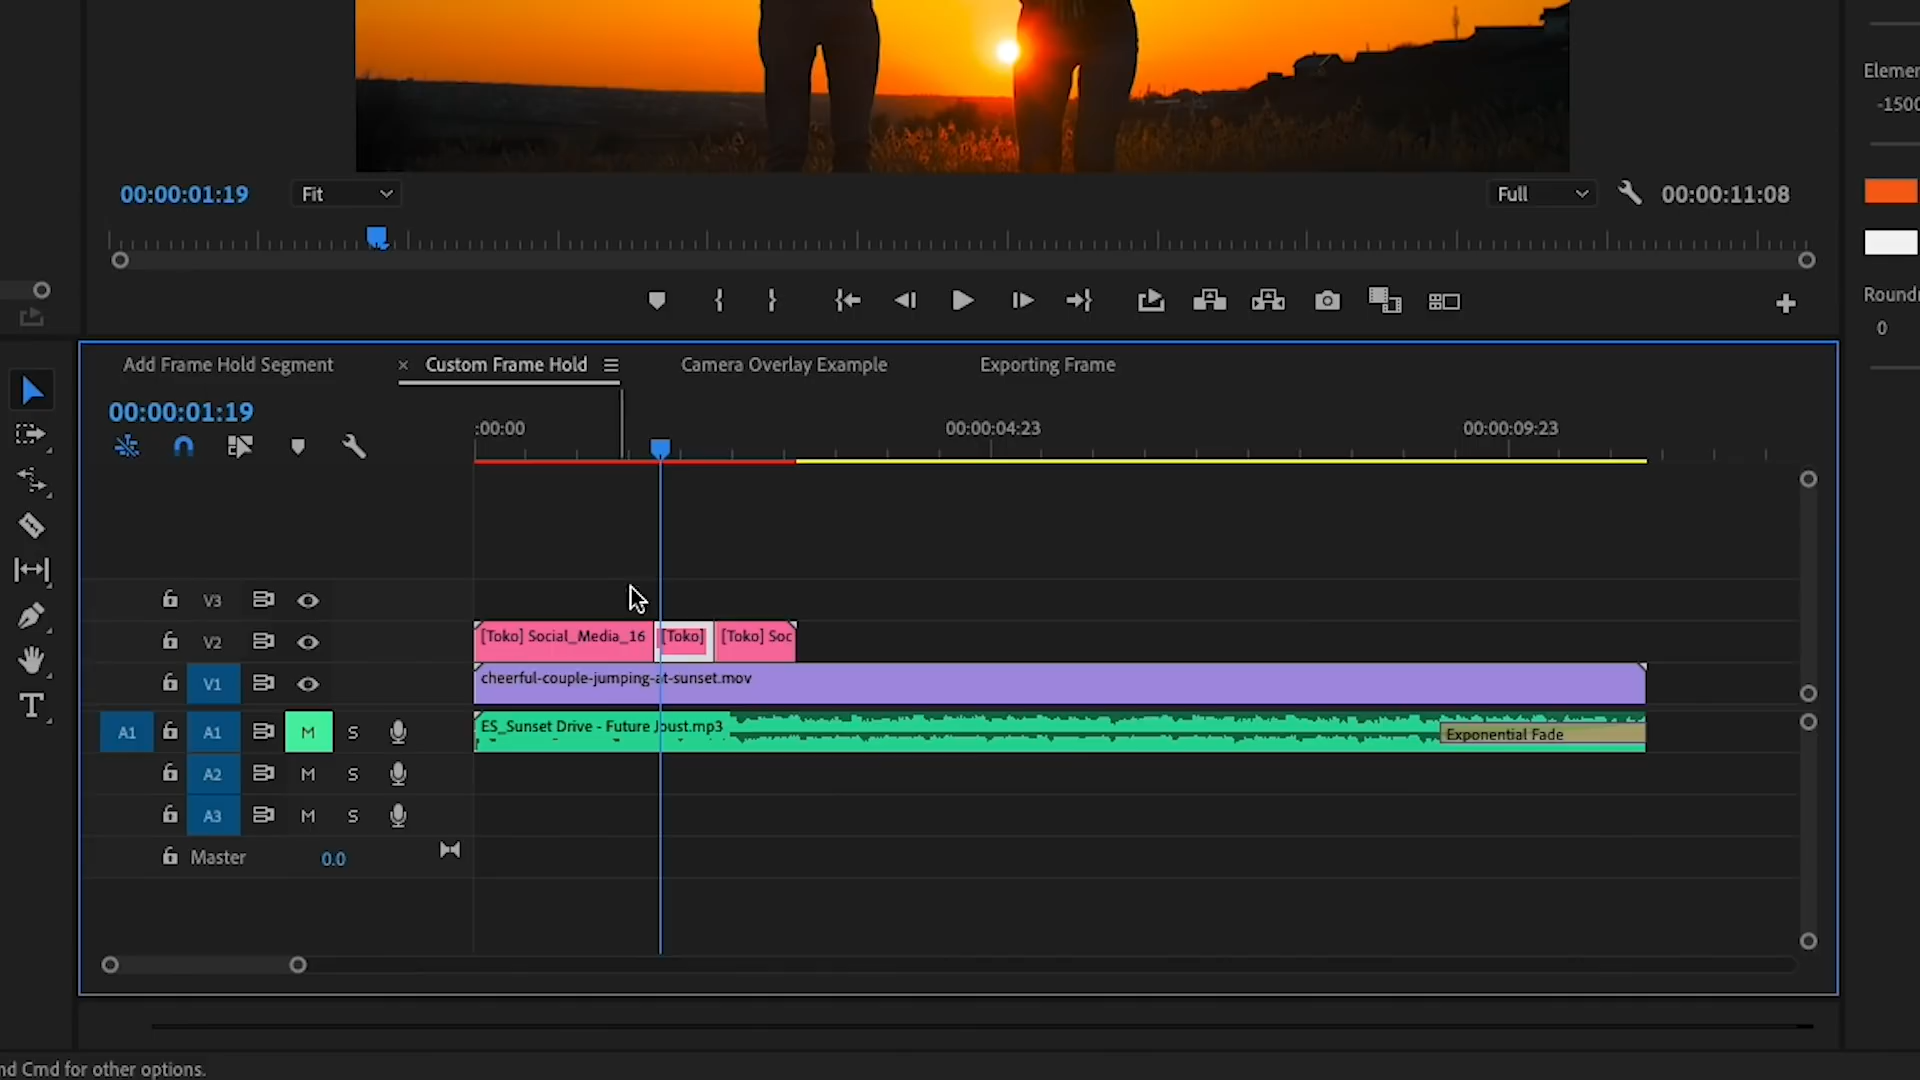 Elemen
-1500
00:00:01:19
Fit
Full
00:00:11:08
Roundn
0
Add Frame Hold Segment
× Custom Frame Hold
Camera Overlay Example
Exporting Frame
00:00:01:19
:00:00
00:00:04:23
00:00:09:23
V3
V2
[Toko] Social_Media_16
[Toko]
[Toko] Soc
V1
cheerful-couple-jumping-at-sunset.mov
A1
A1
M
S
ES_Sunset Drive - Future Joust.mp3
Exponential Fade
A2
M
S
A3
M
S
Master
0.0
T
nd Cmd for other options.